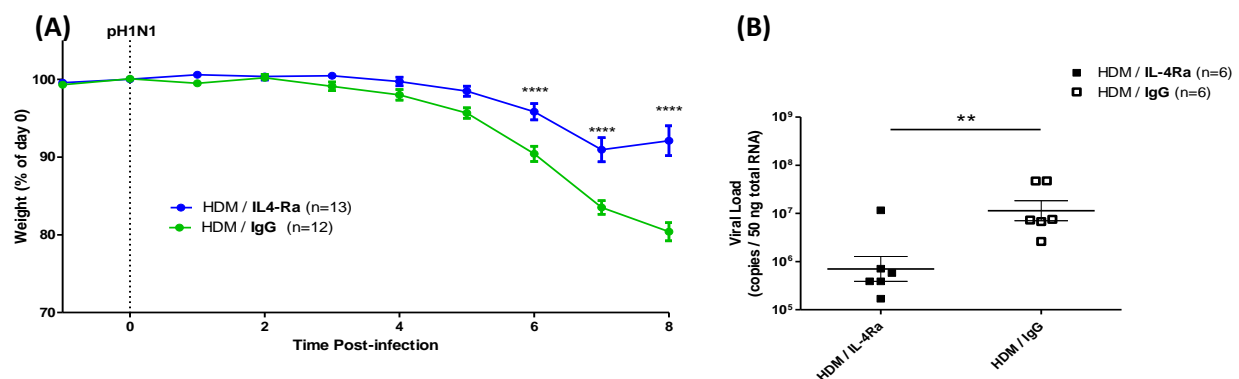 (A)
pH1N1
100
90
80
70
Weight (% of day 0)
****
****
****
HDM / IL4-Ra (n=13)
HDM / IgG (n=12)
0
2
4
6
8
Time Post-infection
(B)
HDM / IL-4Ra (n=6)
HDM / IgG (n=6)
**
10⁹
10⁸
10⁷
10⁶
10⁵
Viral Load
(copies / 50 ng total RNA)
HDM / IL-4Ra
HDM / IgG